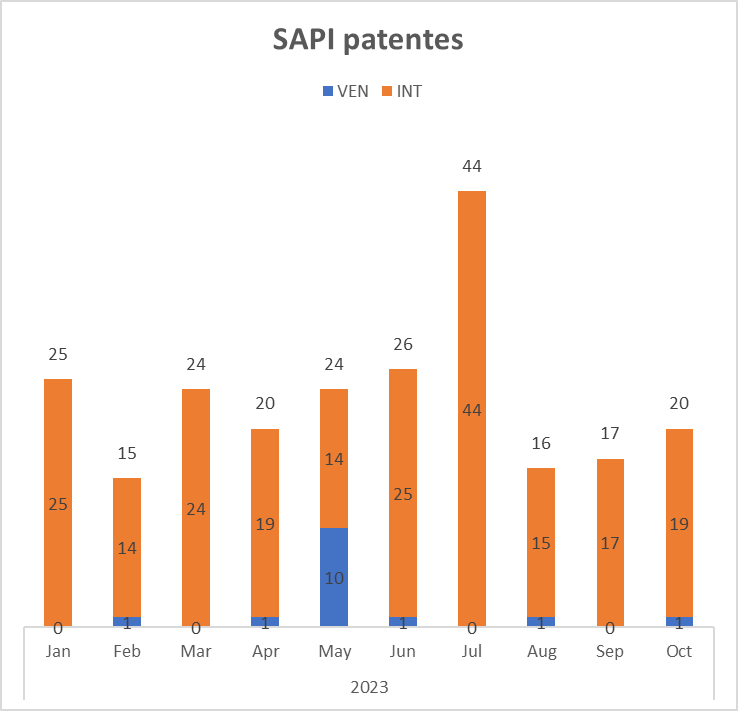 SAPI patentes
VEN INT
44
26
25 24 24
20 20
15 16 17
44
25 24 19 14 25 19
14 15 17
10
0 1 0 1 1 0 1 0 1
Jan Feb Mar Apr May Jun Jul Aug Sep Oct
2023